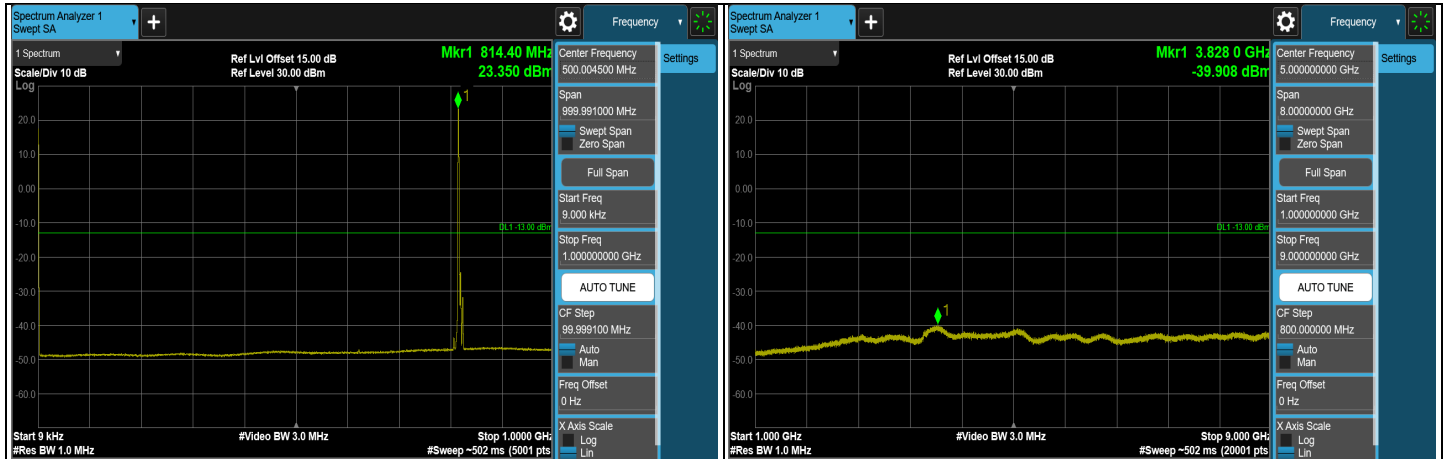 Spectrum Analyzer 1
Swept SA
+
Frequency
1 Spectrum
Scale/Div 10 dB
Log
Ref Lvl Offset 15.00 dB
Ref Level 30.00 dBm
Mkr1 814.40 MHz
23.350 dBm
1
20.0
10.0
0.00
-10.0
-20.0
-30.0
-40.0
-50.0
-60.0
DL1 -13.00 dBm
Start 9 kHz
#Res BW 1.0 MHz
#Video BW 3.0 MHz
Stop 1.0000 GHz
#Sweep ~502 ms (5001 pts
Center Frequency
500.004500 MHz
Settings
Span
999.991000 MHz
Swept Span
Zero Span
Full Span
Start Freq
9.000 kHz
Stop Freq
1.000000000 GHz
AUTO TUNE
CF Step
99.999100 MHz
Auto
Man
Freq Offset
0 Hz
X Axis Scale
Log
Lin
Spectrum Analyzer 1
Swept SA
+
Frequency
1 Spectrum
Scale/Div 10 dB
Log
Ref Lvl Offset 15.00 dB
Ref Level 30.00 dBm
Mkr1 3.828 0 GHz
-39.908 dBm
1
20.0
10.0
0.00
-10.0
-20.0
-30.0
-40.0
-50.0
-60.0
DL1 -13.00 dBm
Start 1.000 GHz
#Res BW 1.0 MHz
#Video BW 3.0 MHz
Stop 9.000 GHz
#Sweep ~502 ms (20001 pts
Center Frequency
5.000000000 GHz
Settings
Span
8.00000000 GHz
Swept Span
Zero Span
Full Span
Start Freq
1.000000000 GHz
Stop Freq
9.000000000 GHz
AUTO TUNE
CF Step
800.000000 MHz
Auto
Man
Freq Offset
0 Hz
X Axis Scale
Log
Lin